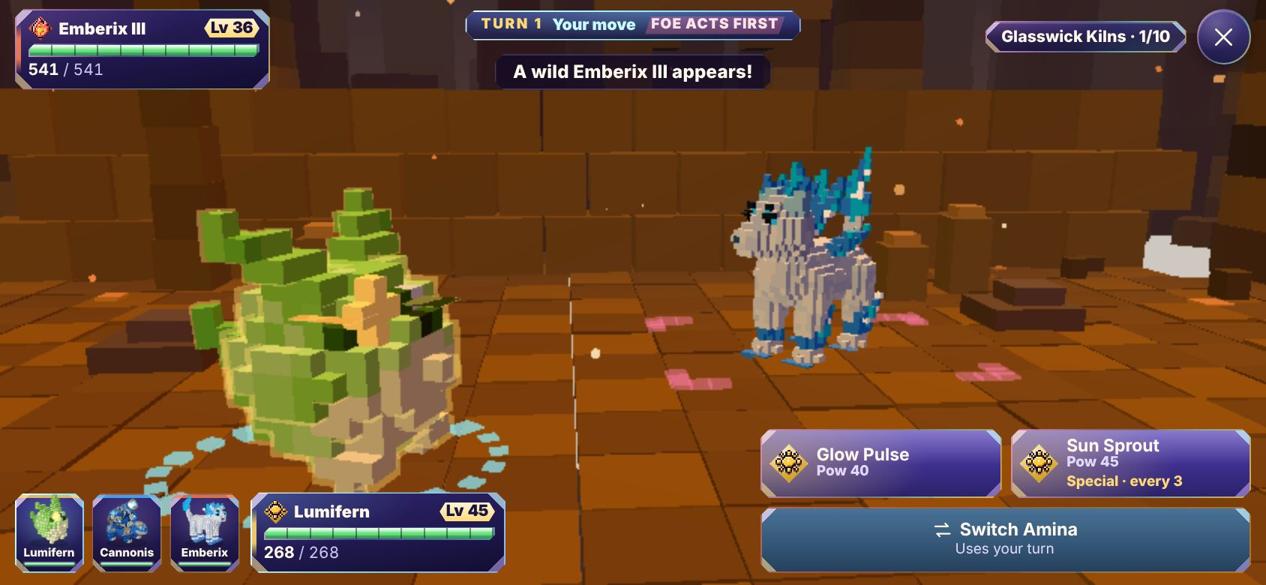 Emberix III
Lv 36
541 / 541
TURN 1 Your move FOE ACTS FIRST
A wild Emberix III appears!
Glasswick Kilns · 1/10
Glow Pulse
Pow 40
Sun Sprout
Pow 45
Special · every 3
Switch Amina
Uses your turn
Lumifern
Cannonis
Emberix
Lumifern
Lv 45
268 / 268